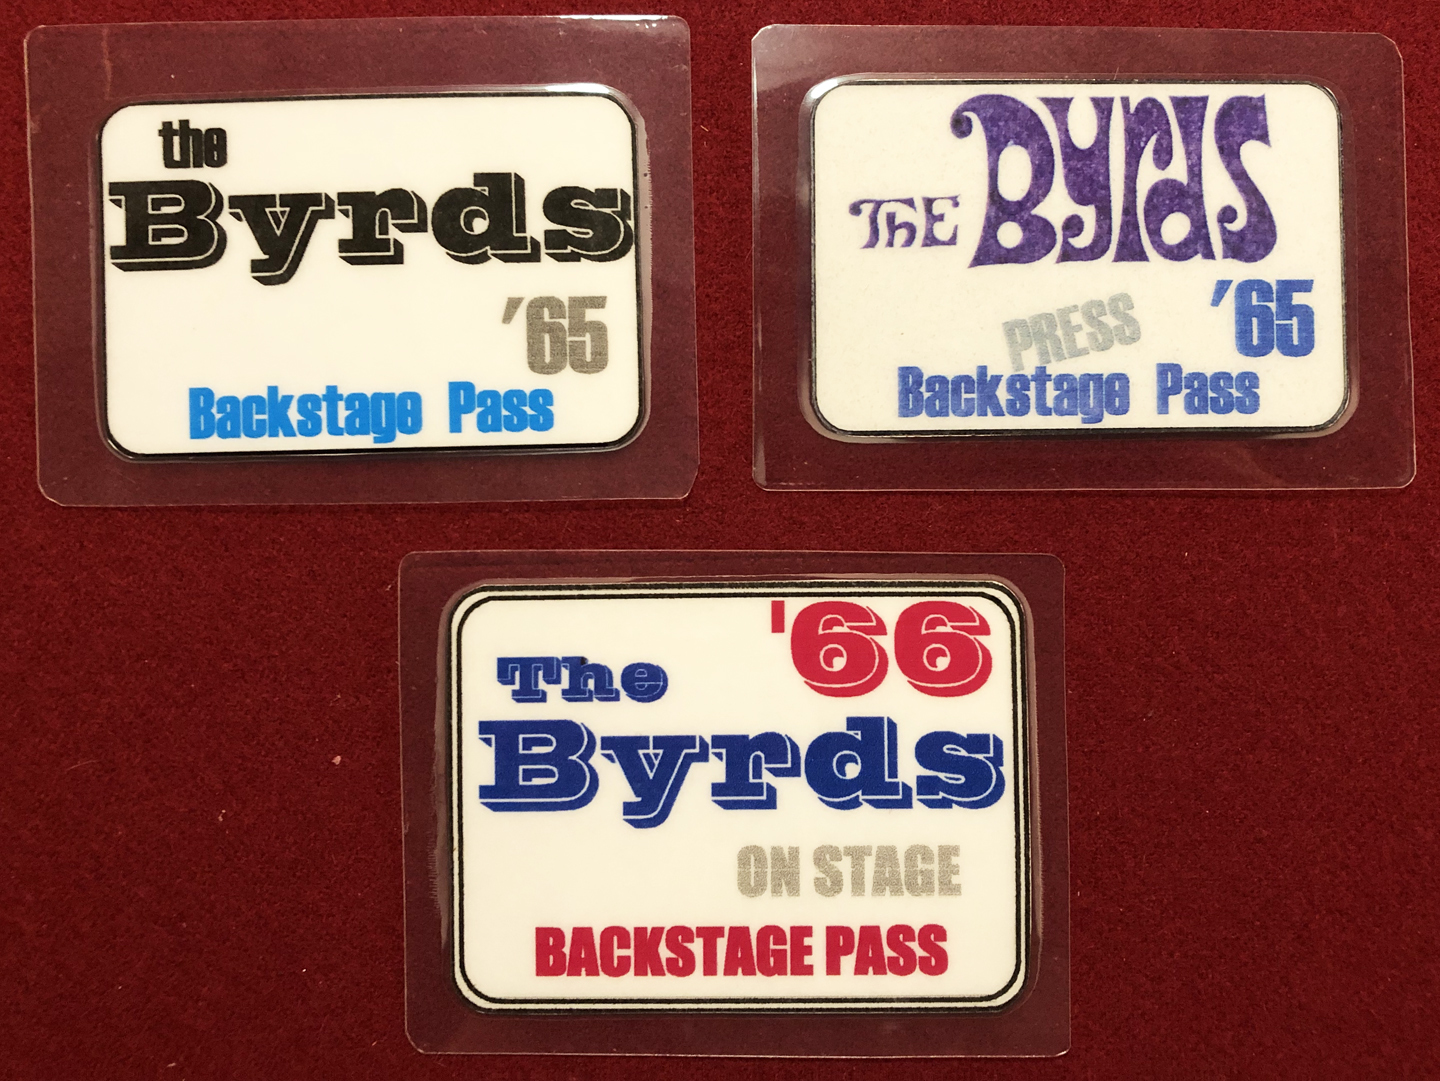 the
Byrds
'65
Backstage Pass
The Byrds
PRESS
'65
Backstage Pass
'66
The
Byrds
ON STAGE
BACKSTAGE PASS